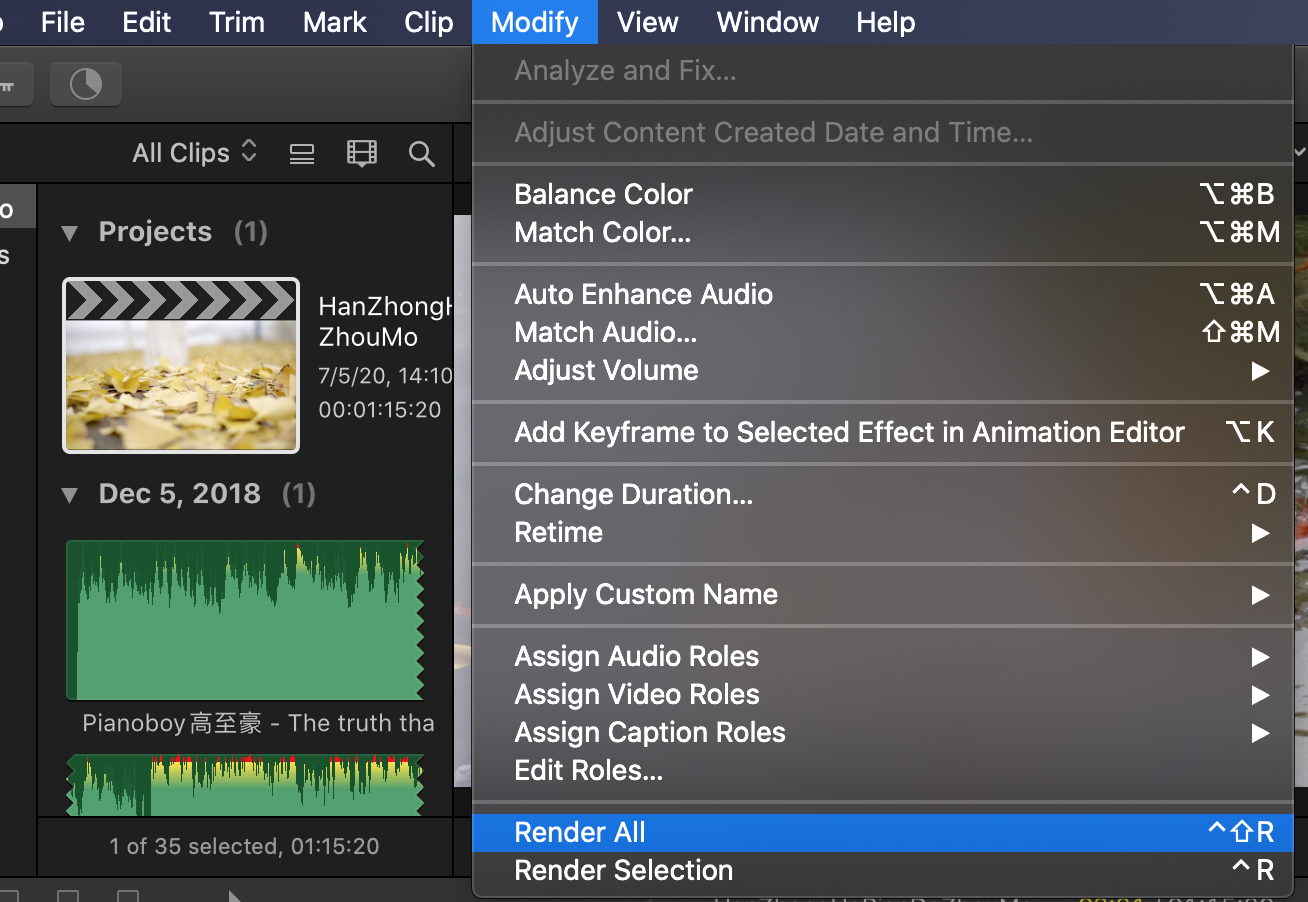 File Edit Trim Mark Clip Modify View Window Help
All Clips
Projects (1)
HanZhongH
ZhouMo
7/5/20, 14:10
00:01:15:20
Dec 5, 2018 (1)
Pianoboy高至豪 - The truth tha
1 of 35 selected, 01:15:20
Analyze and Fix...
Adjust Content Created Date and Time...
Balance Color ⌥⌘B
Match Color... ⌥⌘M
Auto Enhance Audio ⌥⌘A
Match Audio... ⇧⌘M
Adjust Volume
Add Keyframe to Selected Effect in Animation Editor ⌥K
Change Duration... ^D
Retime
Apply Custom Name
Assign Audio Roles
Assign Video Roles
Assign Caption Roles
Edit Roles...
Render All ^⇧R
Render Selection ^R